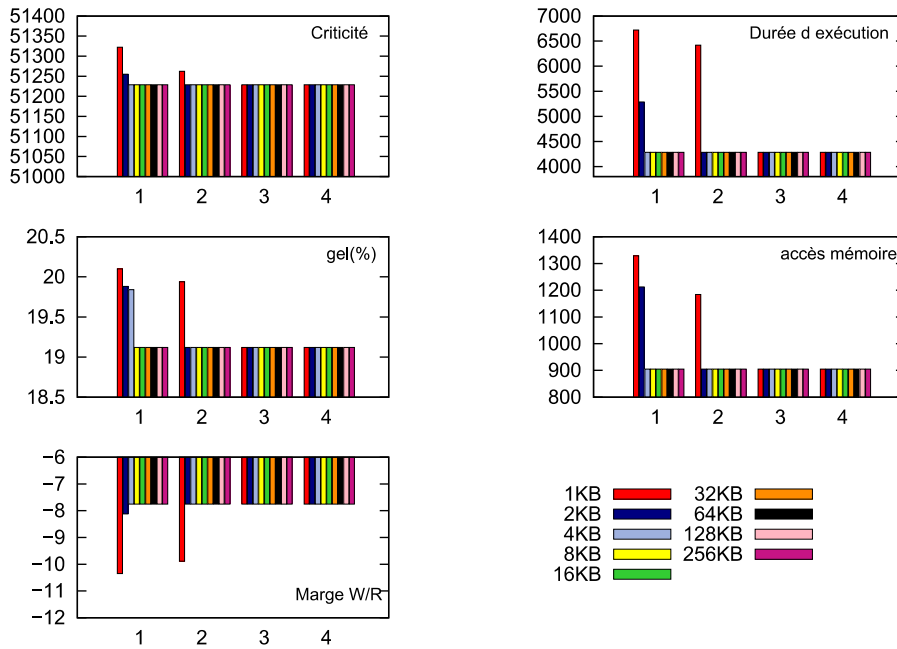 51400
51350
51300
51250
51200
51150
51100
51050
51000
Criticité
1 2 3 4
7000
6500
6000
5500
5000
4500
4000
Durée d exécution
1 2 3 4
20.5
20
19.5
19
18.5
gel(%)
1 2 3 4
1400
1300
1200
1100
1000
900
800
accès mémoire
1 2 3 4
−6
−7
−8
−9
−10
−11
−12
Marge W/R
1 2 3 4
1KB
2KB
4KB
8KB
16KB
32KB
64KB
128KB
256KB